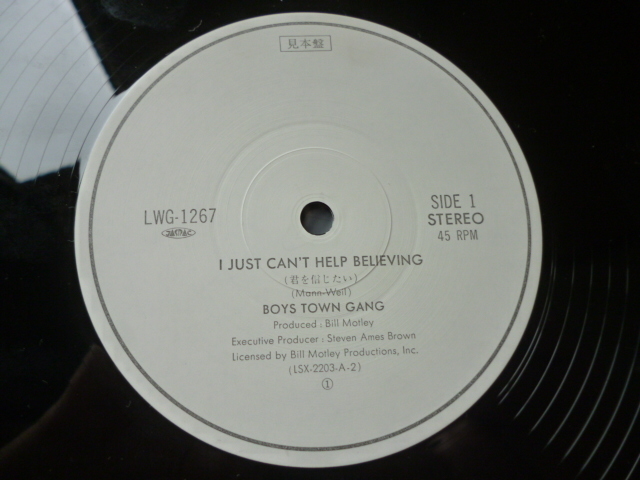 見本盤
LWG-1267
SIDE 1
STEREO
45 RPM
I JUST CAN'T HELP BELIEVING
(君を信じたい)
(Mann-Weil)
BOYS TOWN GANG
Produced : Bill Motley
Executive Producer : Steven Ames Brown
Licensed by Bill Motley Productions, Inc.
(LSX-2203-A-2)
①